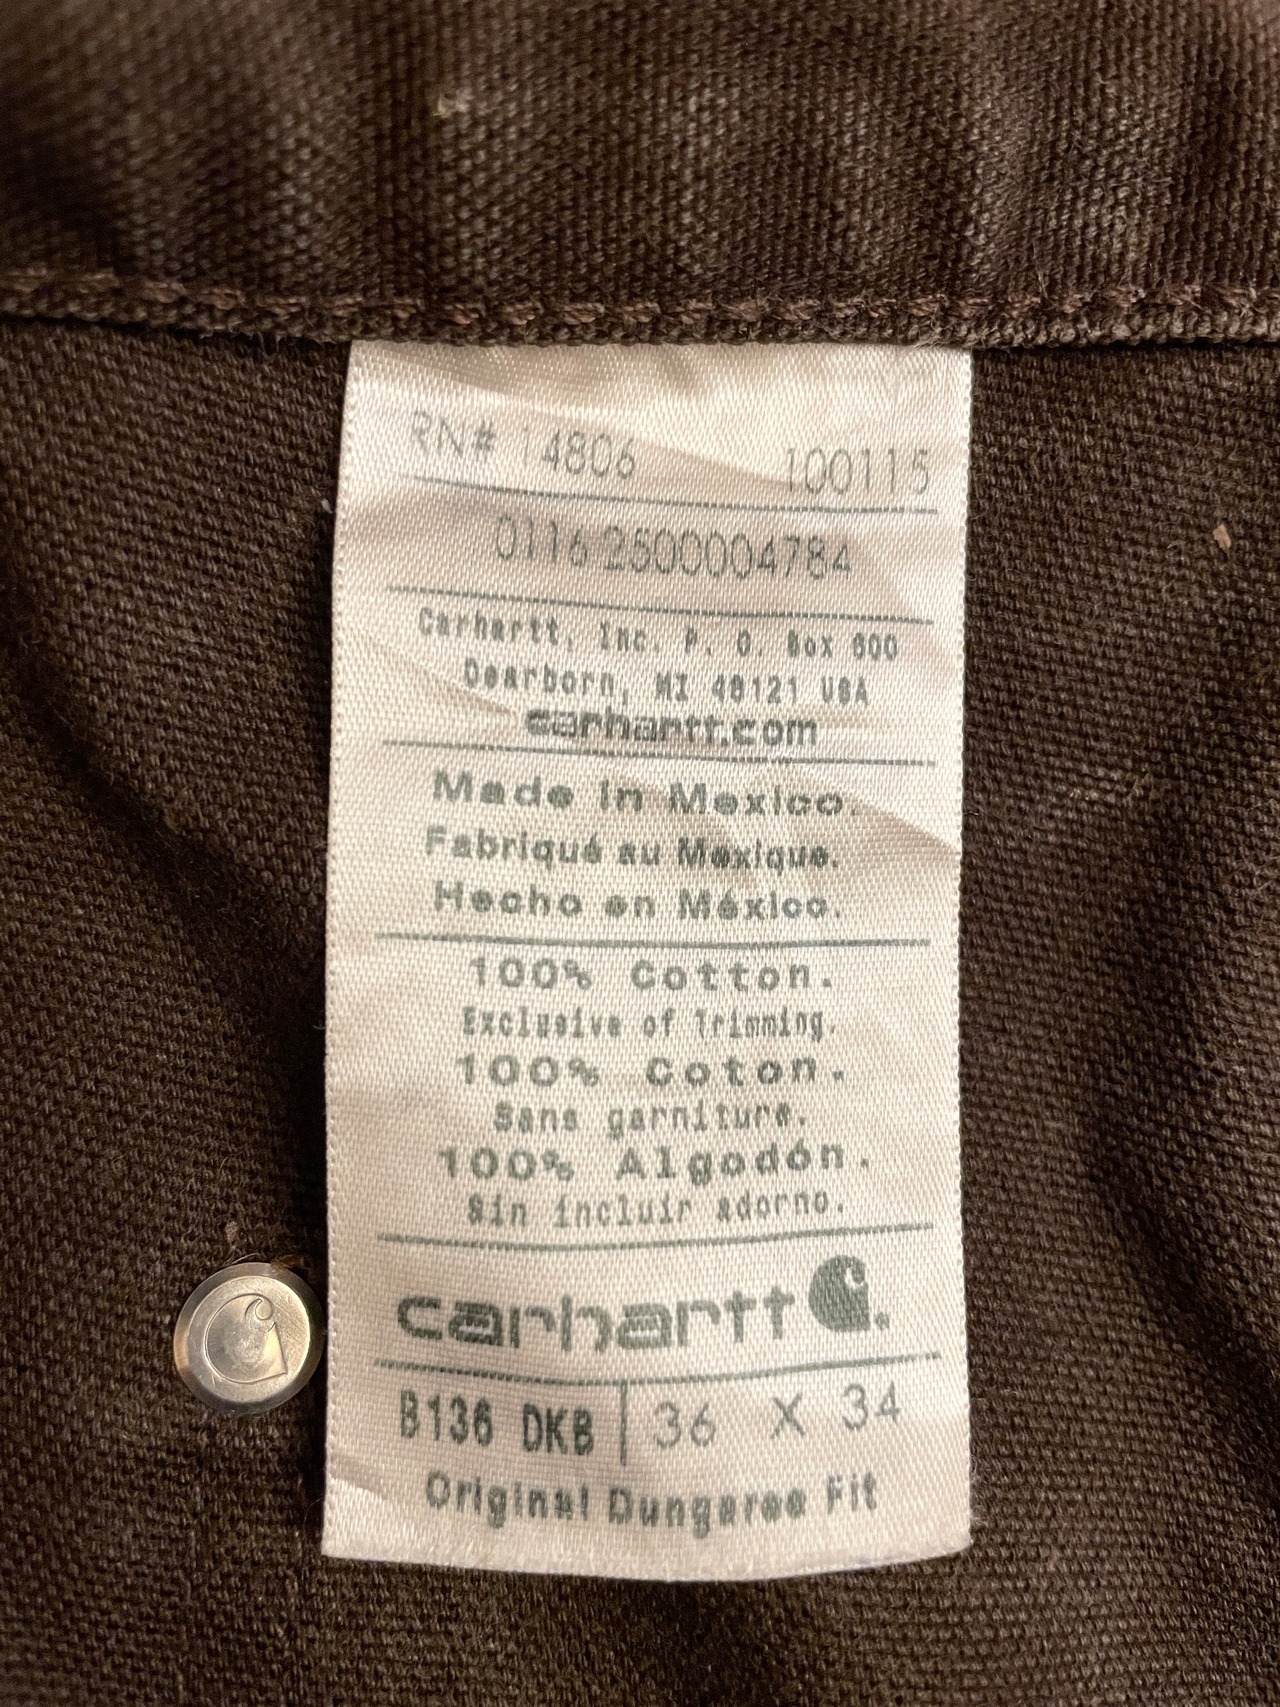 RN# 14806 100115
0116 2500004784
Carhartt, Inc. P. O. Box 600
Dearborn, MI 48121 USA
carhartt.com
Made in Mexico.
Fabriqué au Mexique.
Hecho en México.
100% Cotton.
Exclusive of Trimming.
100% Coton.
Sans garniture.
100% Algodón.
Sin incluir adorno.
carhartt
B136 DKB 36 X 34
Original Dungaree Fit